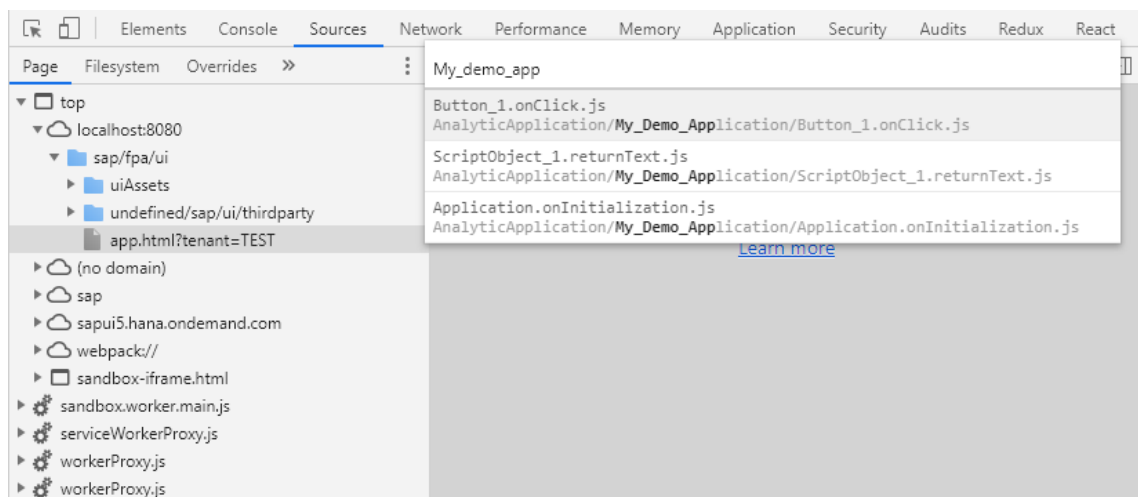 Elements Console Sources Network Performance Memory Application Security Audits Redux React
Page Filesystem Overrides »
My_demo_app
Button_1.onClick.js
AnalyticApplication/My_Demo_Application/Button_1.onClick.js
ScriptObject_1.returnText.js
AnalyticApplication/My_Demo_Application/ScriptObject_1.returnText.js
Application.onInitialization.js
AnalyticApplication/My_Demo_Application/Application.onInitialization.js
Learn more
top
localhost:8080
sap/fpa/ui
uiAssets
undefined/sap/ui/thirdparty
app.html?tenant=TEST
(no domain)
sap
sapui5.hana.ondemand.com
webpack://
sandbox-iframe.html
sandbox.worker.main.js
serviceWorkerProxy.js
workerProxy.js
workerProxy.js